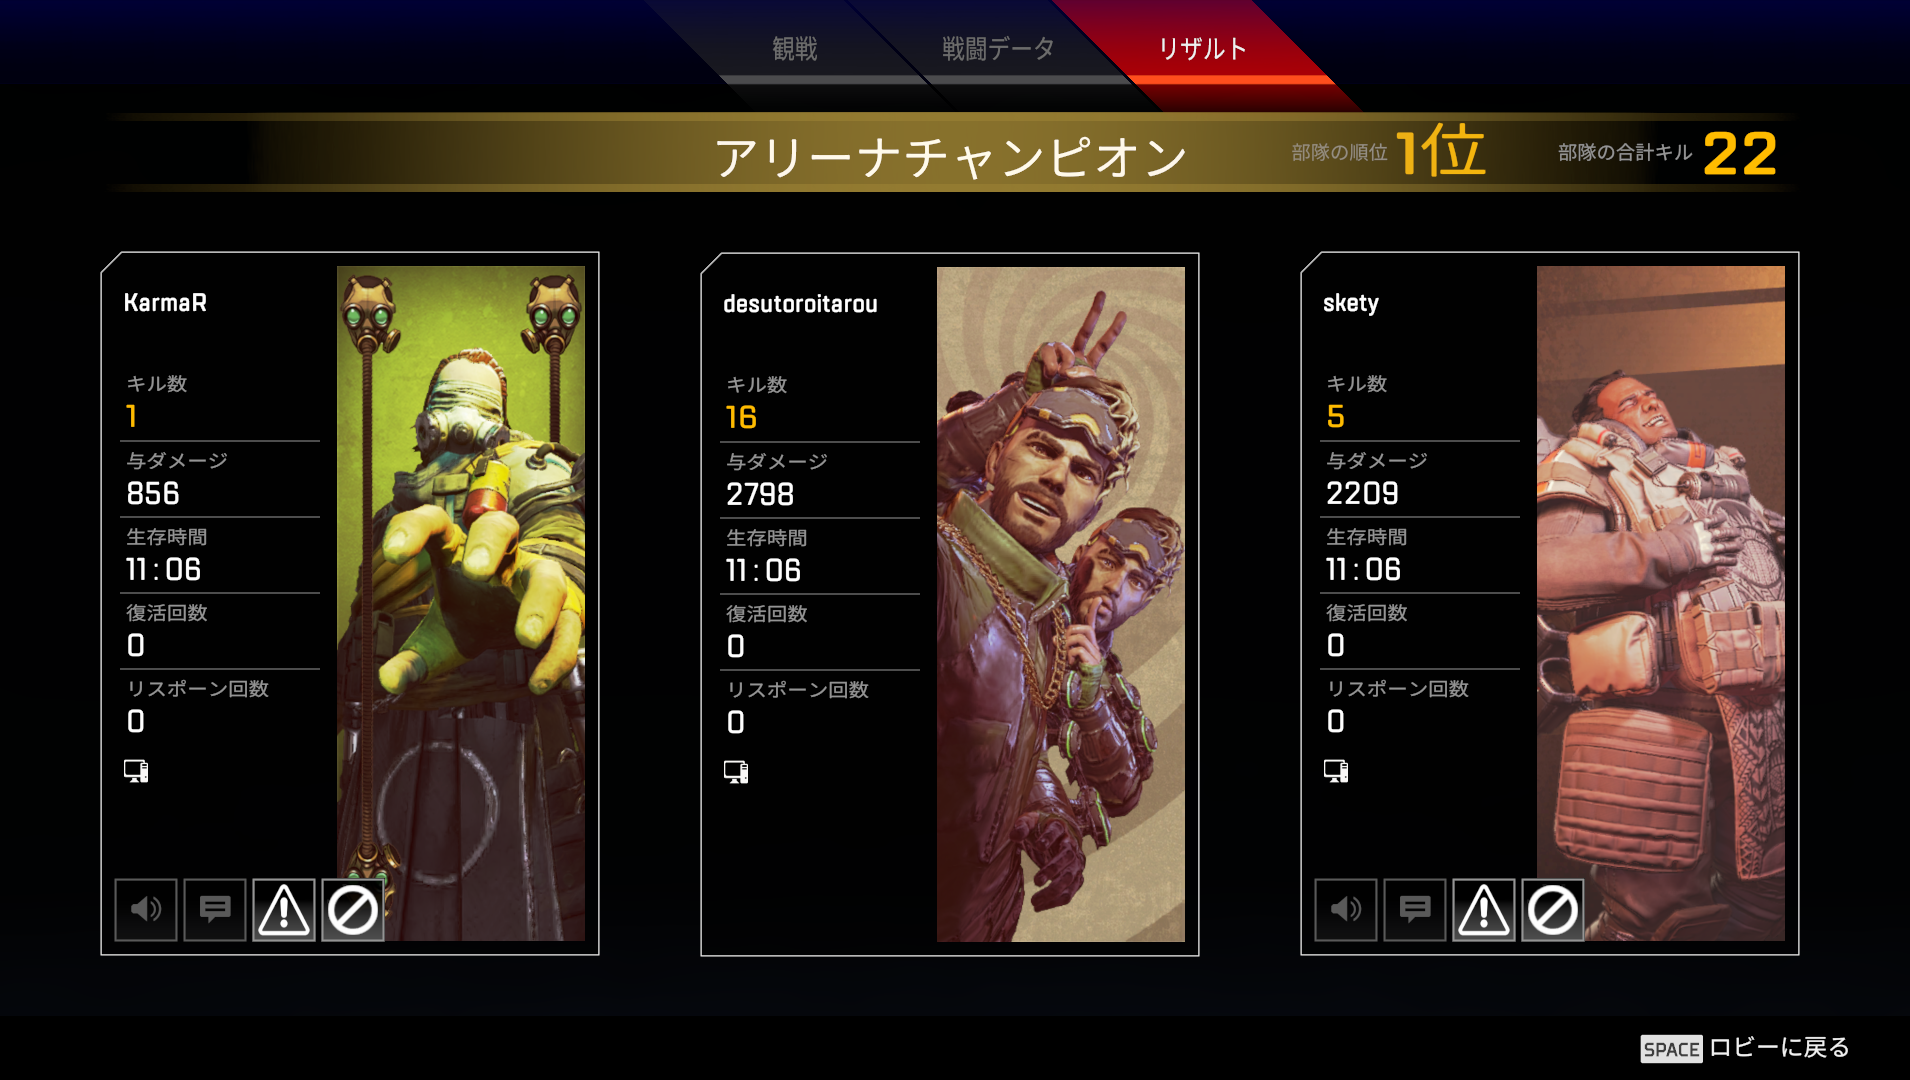 観戦
戦闘データ
リザルト
アリーナチャンピオン
部隊の順位 1位
部隊の合計キル 22
KarmaR
キル数
1
与ダメージ
856
生存時間
11:06
復活回数
0
リスポーン回数
0
desutoroitarou
キル数
16
与ダメージ
2798
生存時間
11:06
復活回数
0
リスポーン回数
0
skety
キル数
5
与ダメージ
2209
生存時間
11:06
復活回数
0
リスポーン回数
0
SPACE ロビーに戻る